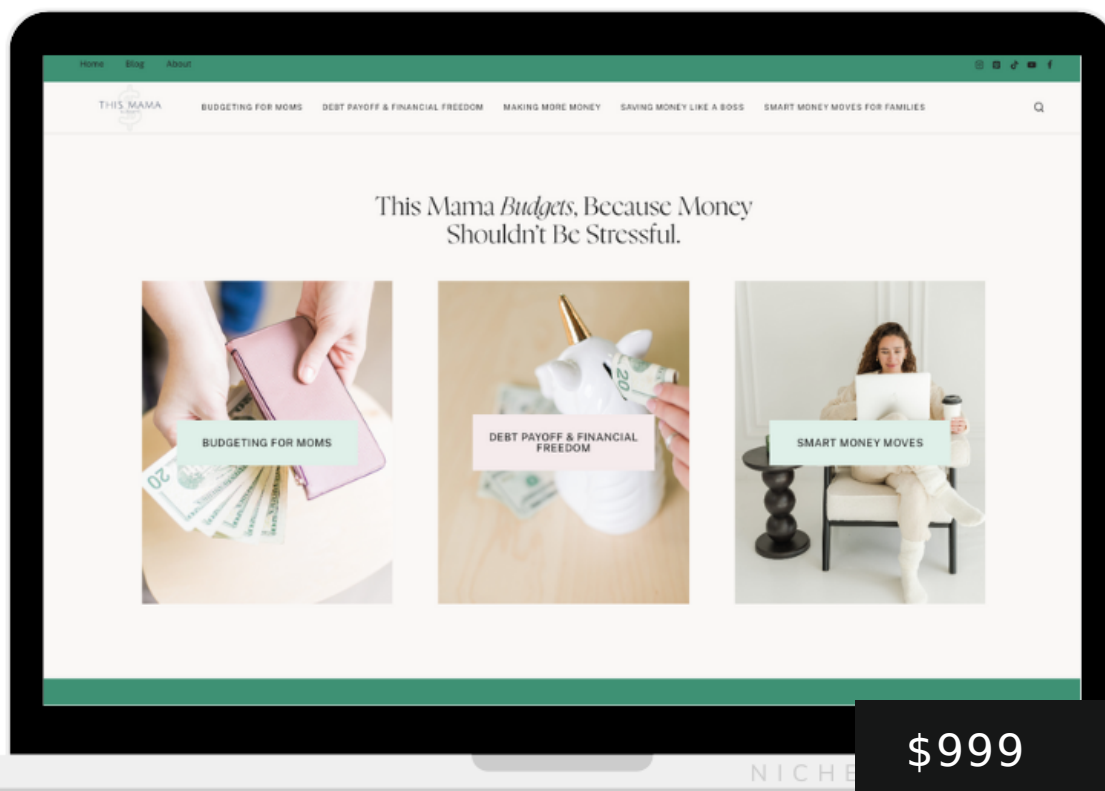 Home Blog About
THIS MAMA
BUDGETING FOR MOMS DEBT PAYOFF & FINANCIAL FREEDOM MAKING MORE MONEY SAVING MONEY LIKE A BOSS SMART MONEY MOVES FOR FAMILIES
This Mama Budgets, Because Money
Shouldn't Be Stressful.
BUDGETING FOR MOMS
DEBT PAYOFF & FINANCIAL
FREEDOM
SMART MONEY MOVES
20
20
$999
NICHE